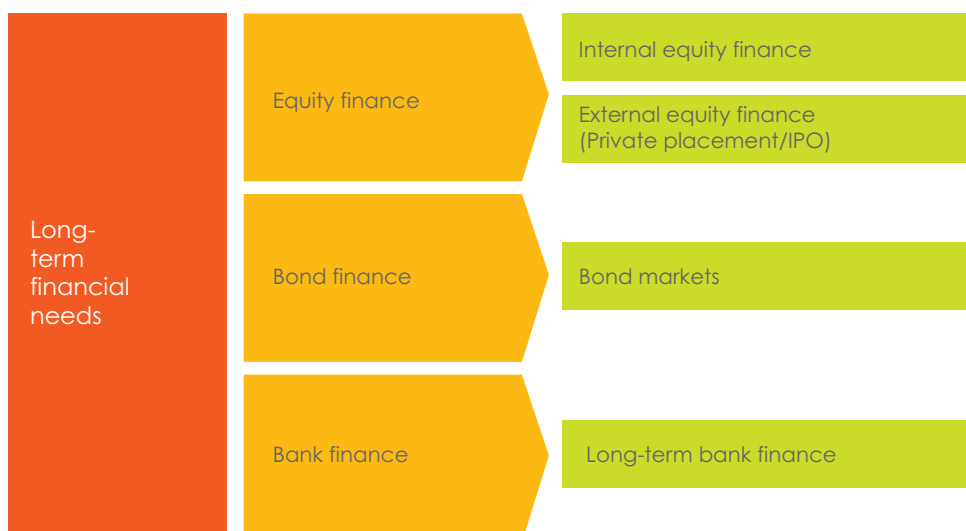 Long-
term
financial
needs
Equity finance
Internal equity finance
External equity finance
(Private placement/IPO)
Bond finance
Bond markets
Bank finance
Long-term bank finance